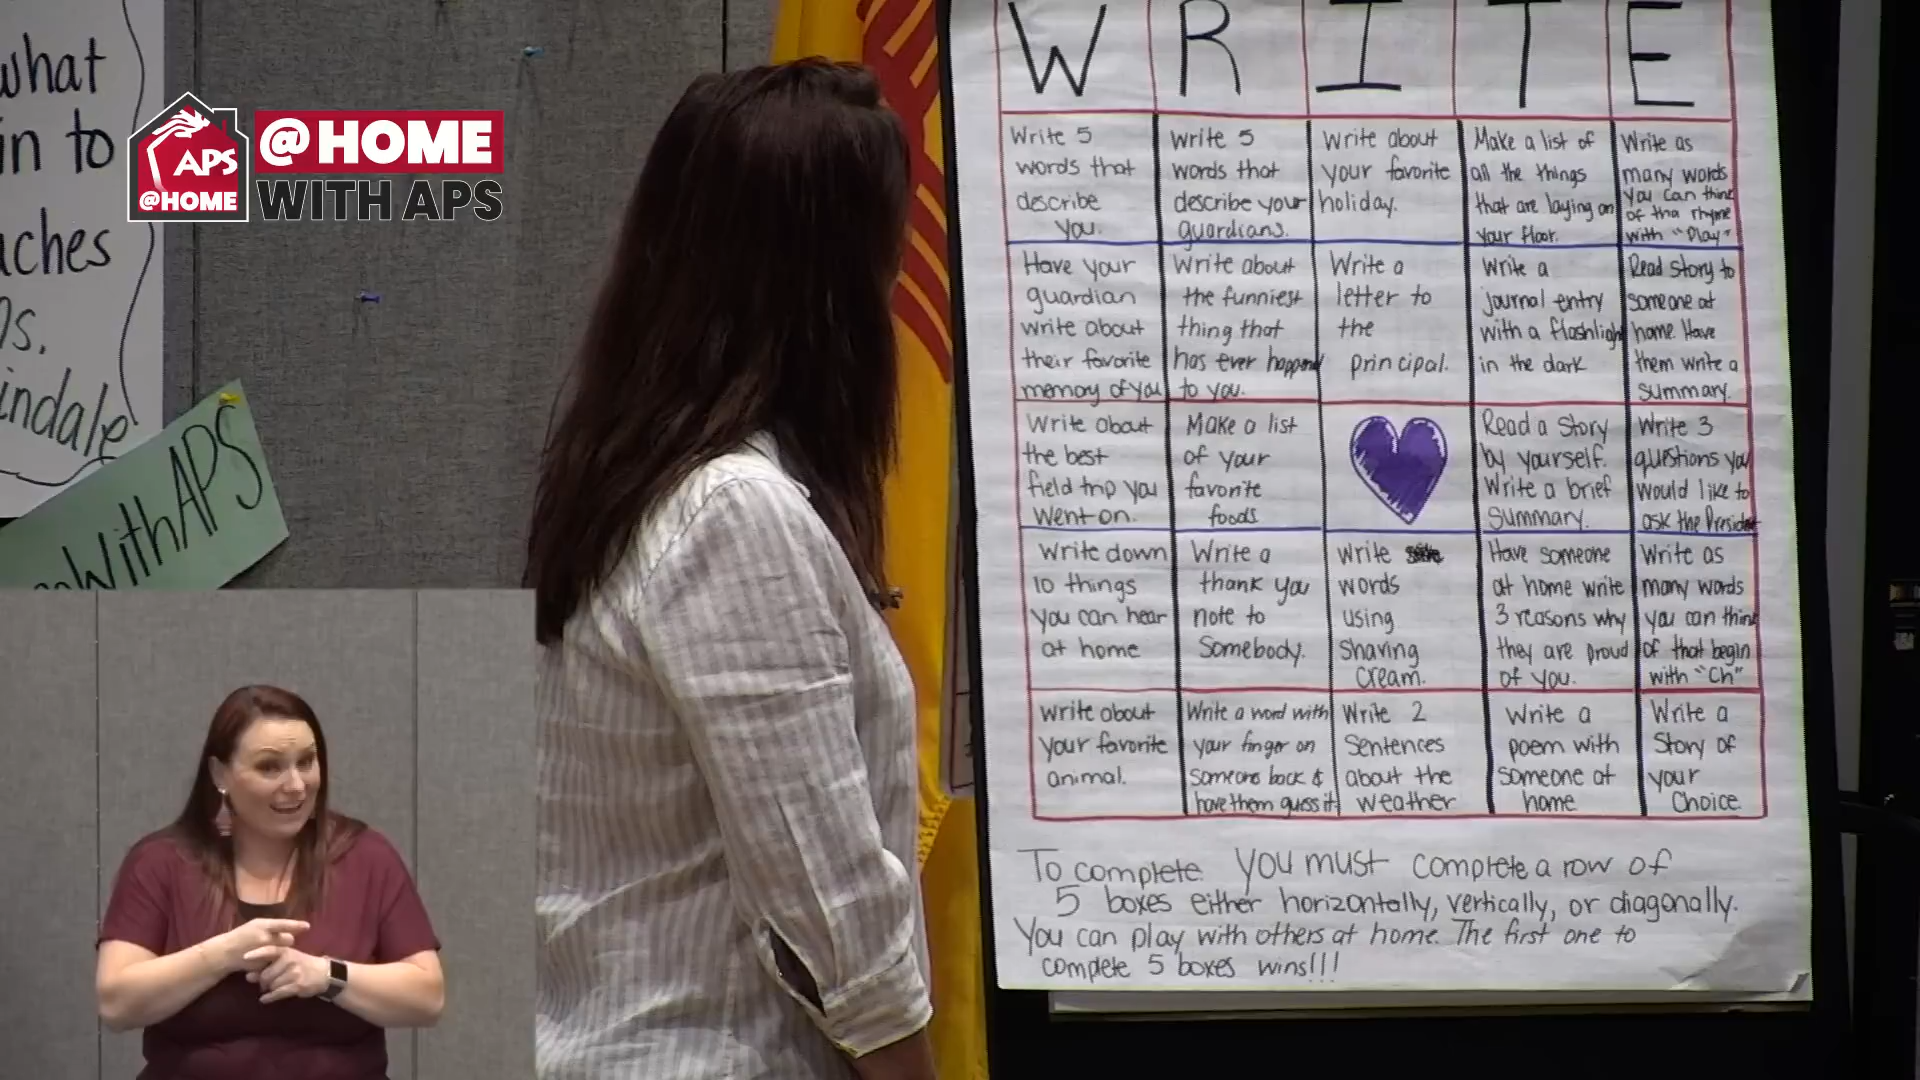 what
in to
aches
s.
indale
WithAPS
APS
@HOME
@HOME
WITH APS
W R I T E
Write 5
words that
describe
you.
Write 5
words that
describe your
guardians.
Write about
your favorite
holiday.
Make a list of
all the things
that are laying on
your floor.
Write as
many words
you can think
of tha rhyme
with "Play"
Have your
guardian
write about
their favorite
memory of you
Write about
the funniest
thing that
has ever happend
to you.
Write a
letter to
the
principal.
Write a
journal entry
with a flashlight
in the dark
Read story to
someone at
home. Have
them write a
summary.
Write about
the best
field trip you
went on.
Make a list
of your
favorite
foods
Read a Story
by yourself.
Write a brief
Summary.
Write 3
questions you
would like to
ask the President
Write down
10 things
you can hear
at home
Write a
thank you
note to
Somebody.
Write
words
using
Shaving
Cream.
Have someone
at home write
3 reasons why
they are proud
of you.
Write as
many words
you can think
of that begin
with "Ch"
Write about
your favorite
animal.
Write a word with
your finger on
someons back &
have them guess it
Write 2
Sentences
about the
weather
Write a
poem with
someone at
home
Write a
Story of
your
Choice.
To complete you must complete a row of
5 boxes either horizontally, vertically, or diagonally.
You can play with others at home. The first one to
complete 5 boxes wins!!!